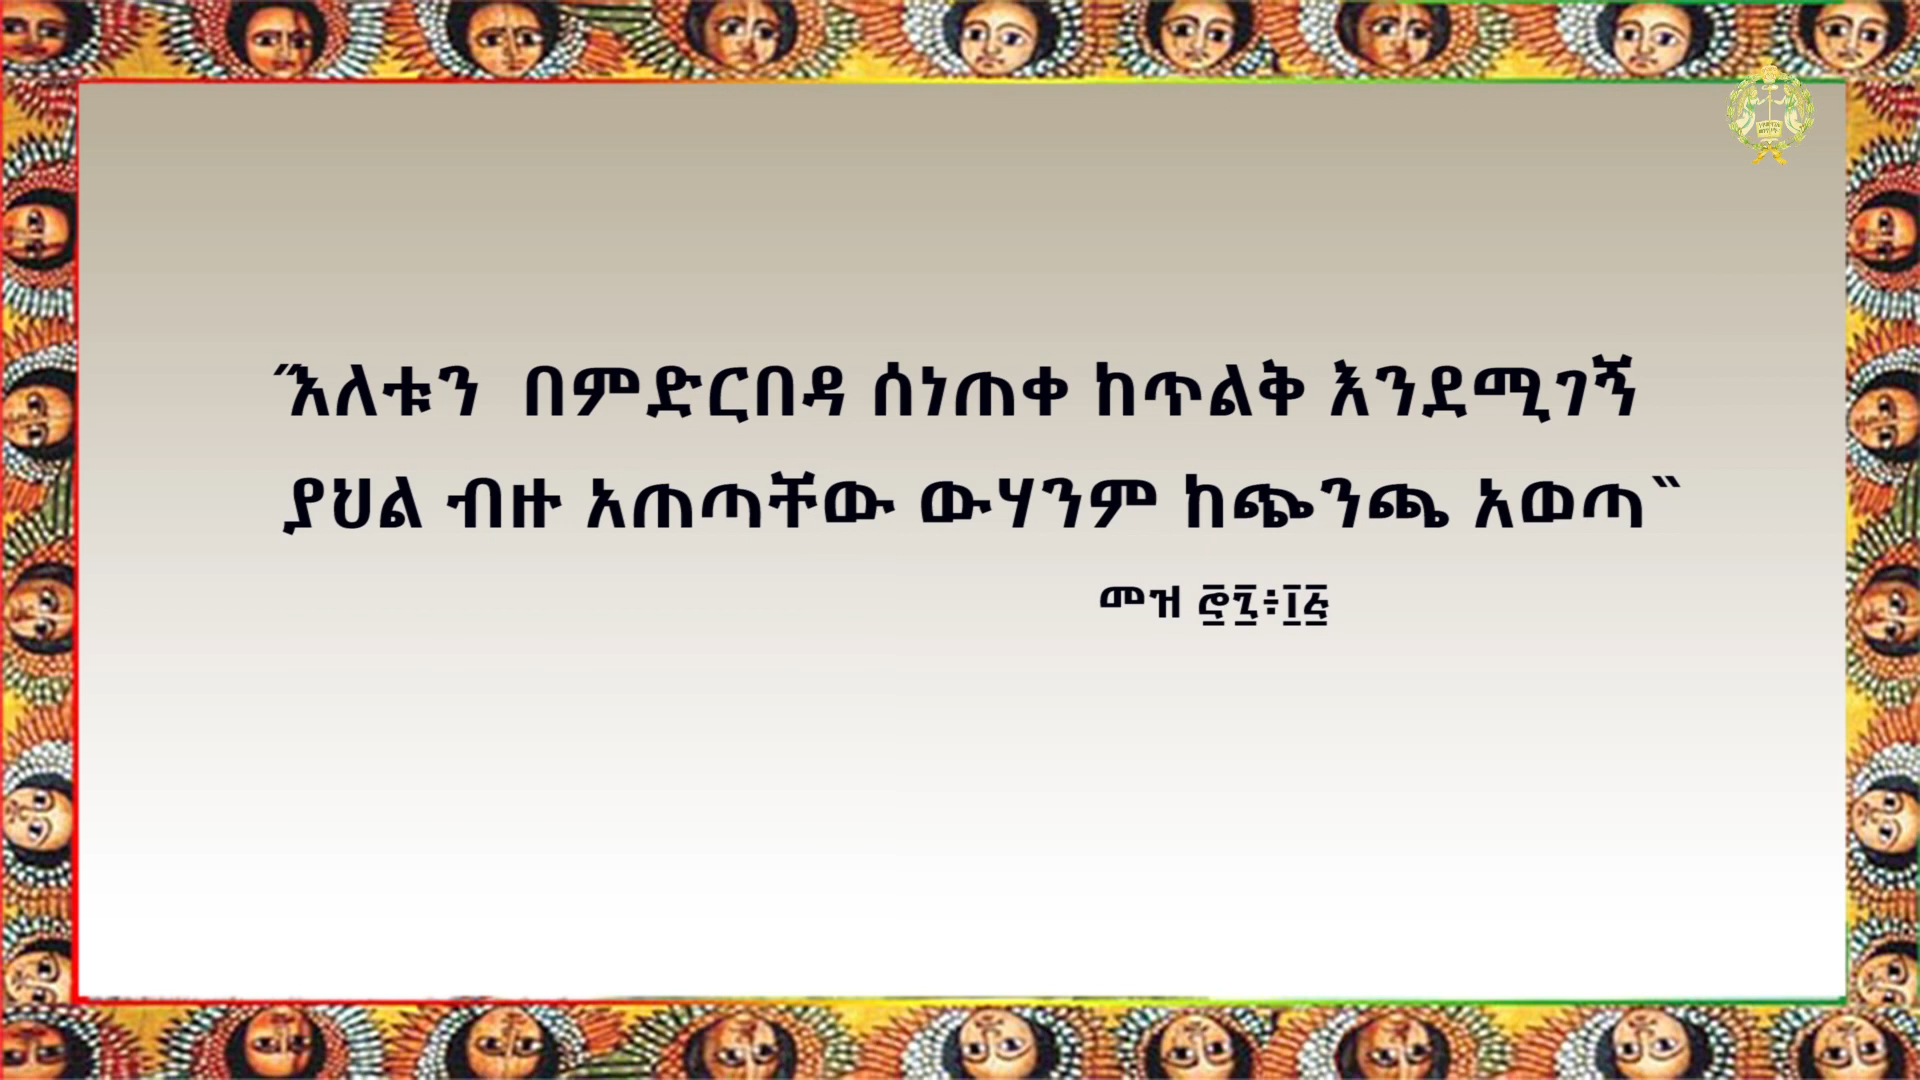 “እለቱን በምድርበዳ ሰነጠቀ ከጥልቅ እንደሚገኝ
ያህል ብዙ አጠጣቸው ውሃንም ከጭንጫ አወጣ“
መዝ ፸፯፥፲፭